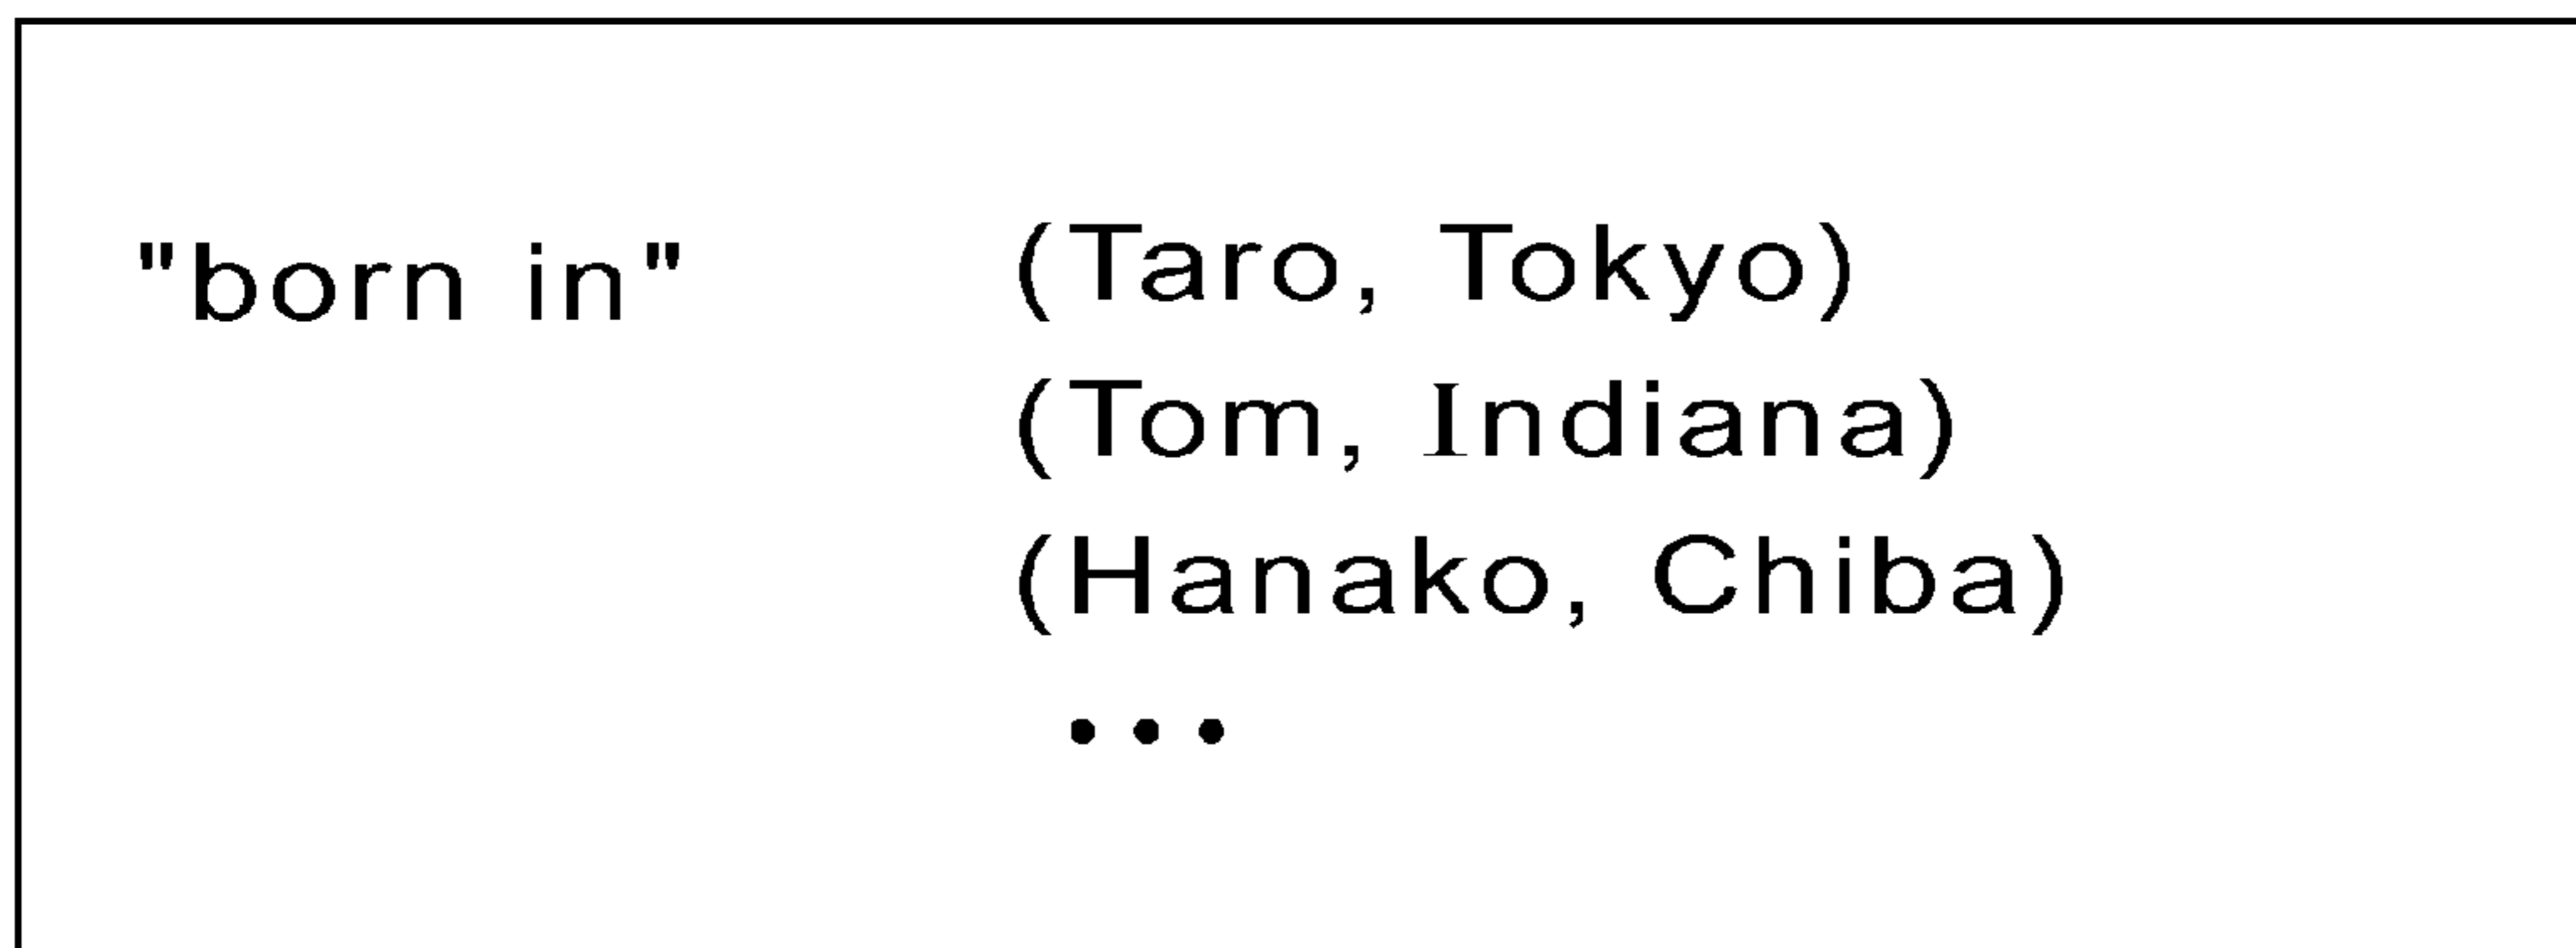 "born in" (Taro, Tokyo)
(Tom, Indiana)
(Hanako, Chiba)
•••